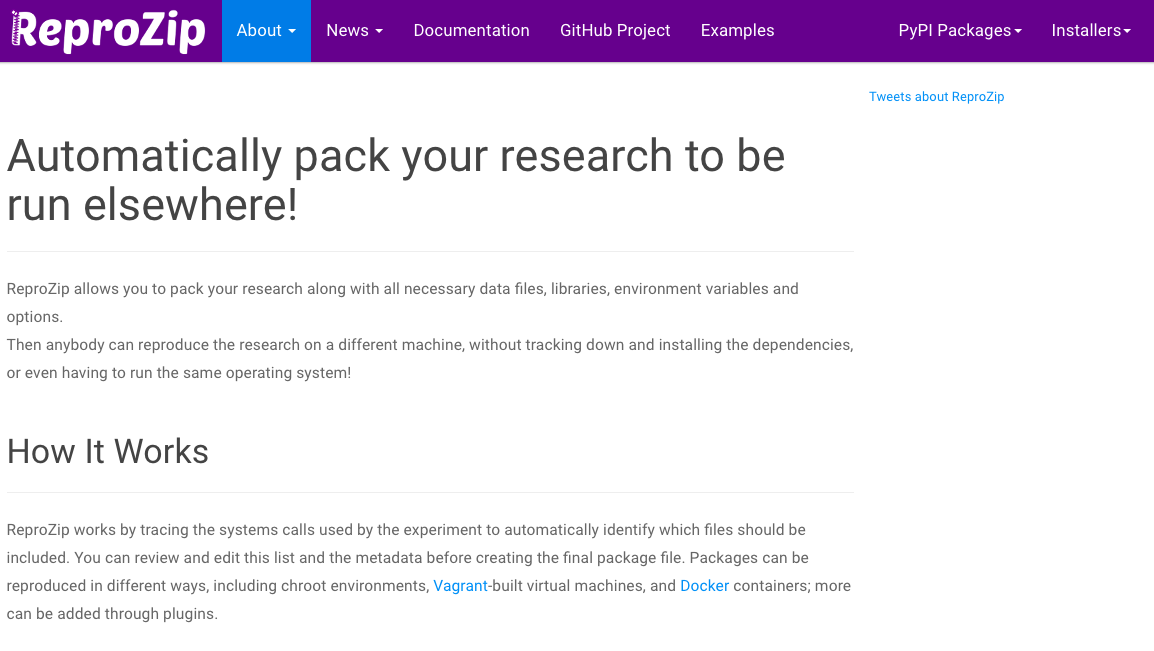 ReproZip
About
News
Documentation
GitHub Project
Examples
PyPI Packages
Installers
Tweets about ReproZip
Automatically pack your research to be
run elsewhere!
ReproZip allows you to pack your research along with all necessary data files, libraries, environment variables and
options.
Then anybody can reproduce the research on a different machine, without tracking down and installing the dependencies,
or even having to run the same operating system!
How It Works
ReproZip works by tracing the systems calls used by the experiment to automatically identify which files should be
included. You can review and edit this list and the metadata before creating the final package file. Packages can be
reproduced in different ways, including chroot environments, Vagrant-built virtual machines, and Docker containers; more
can be added through plugins.